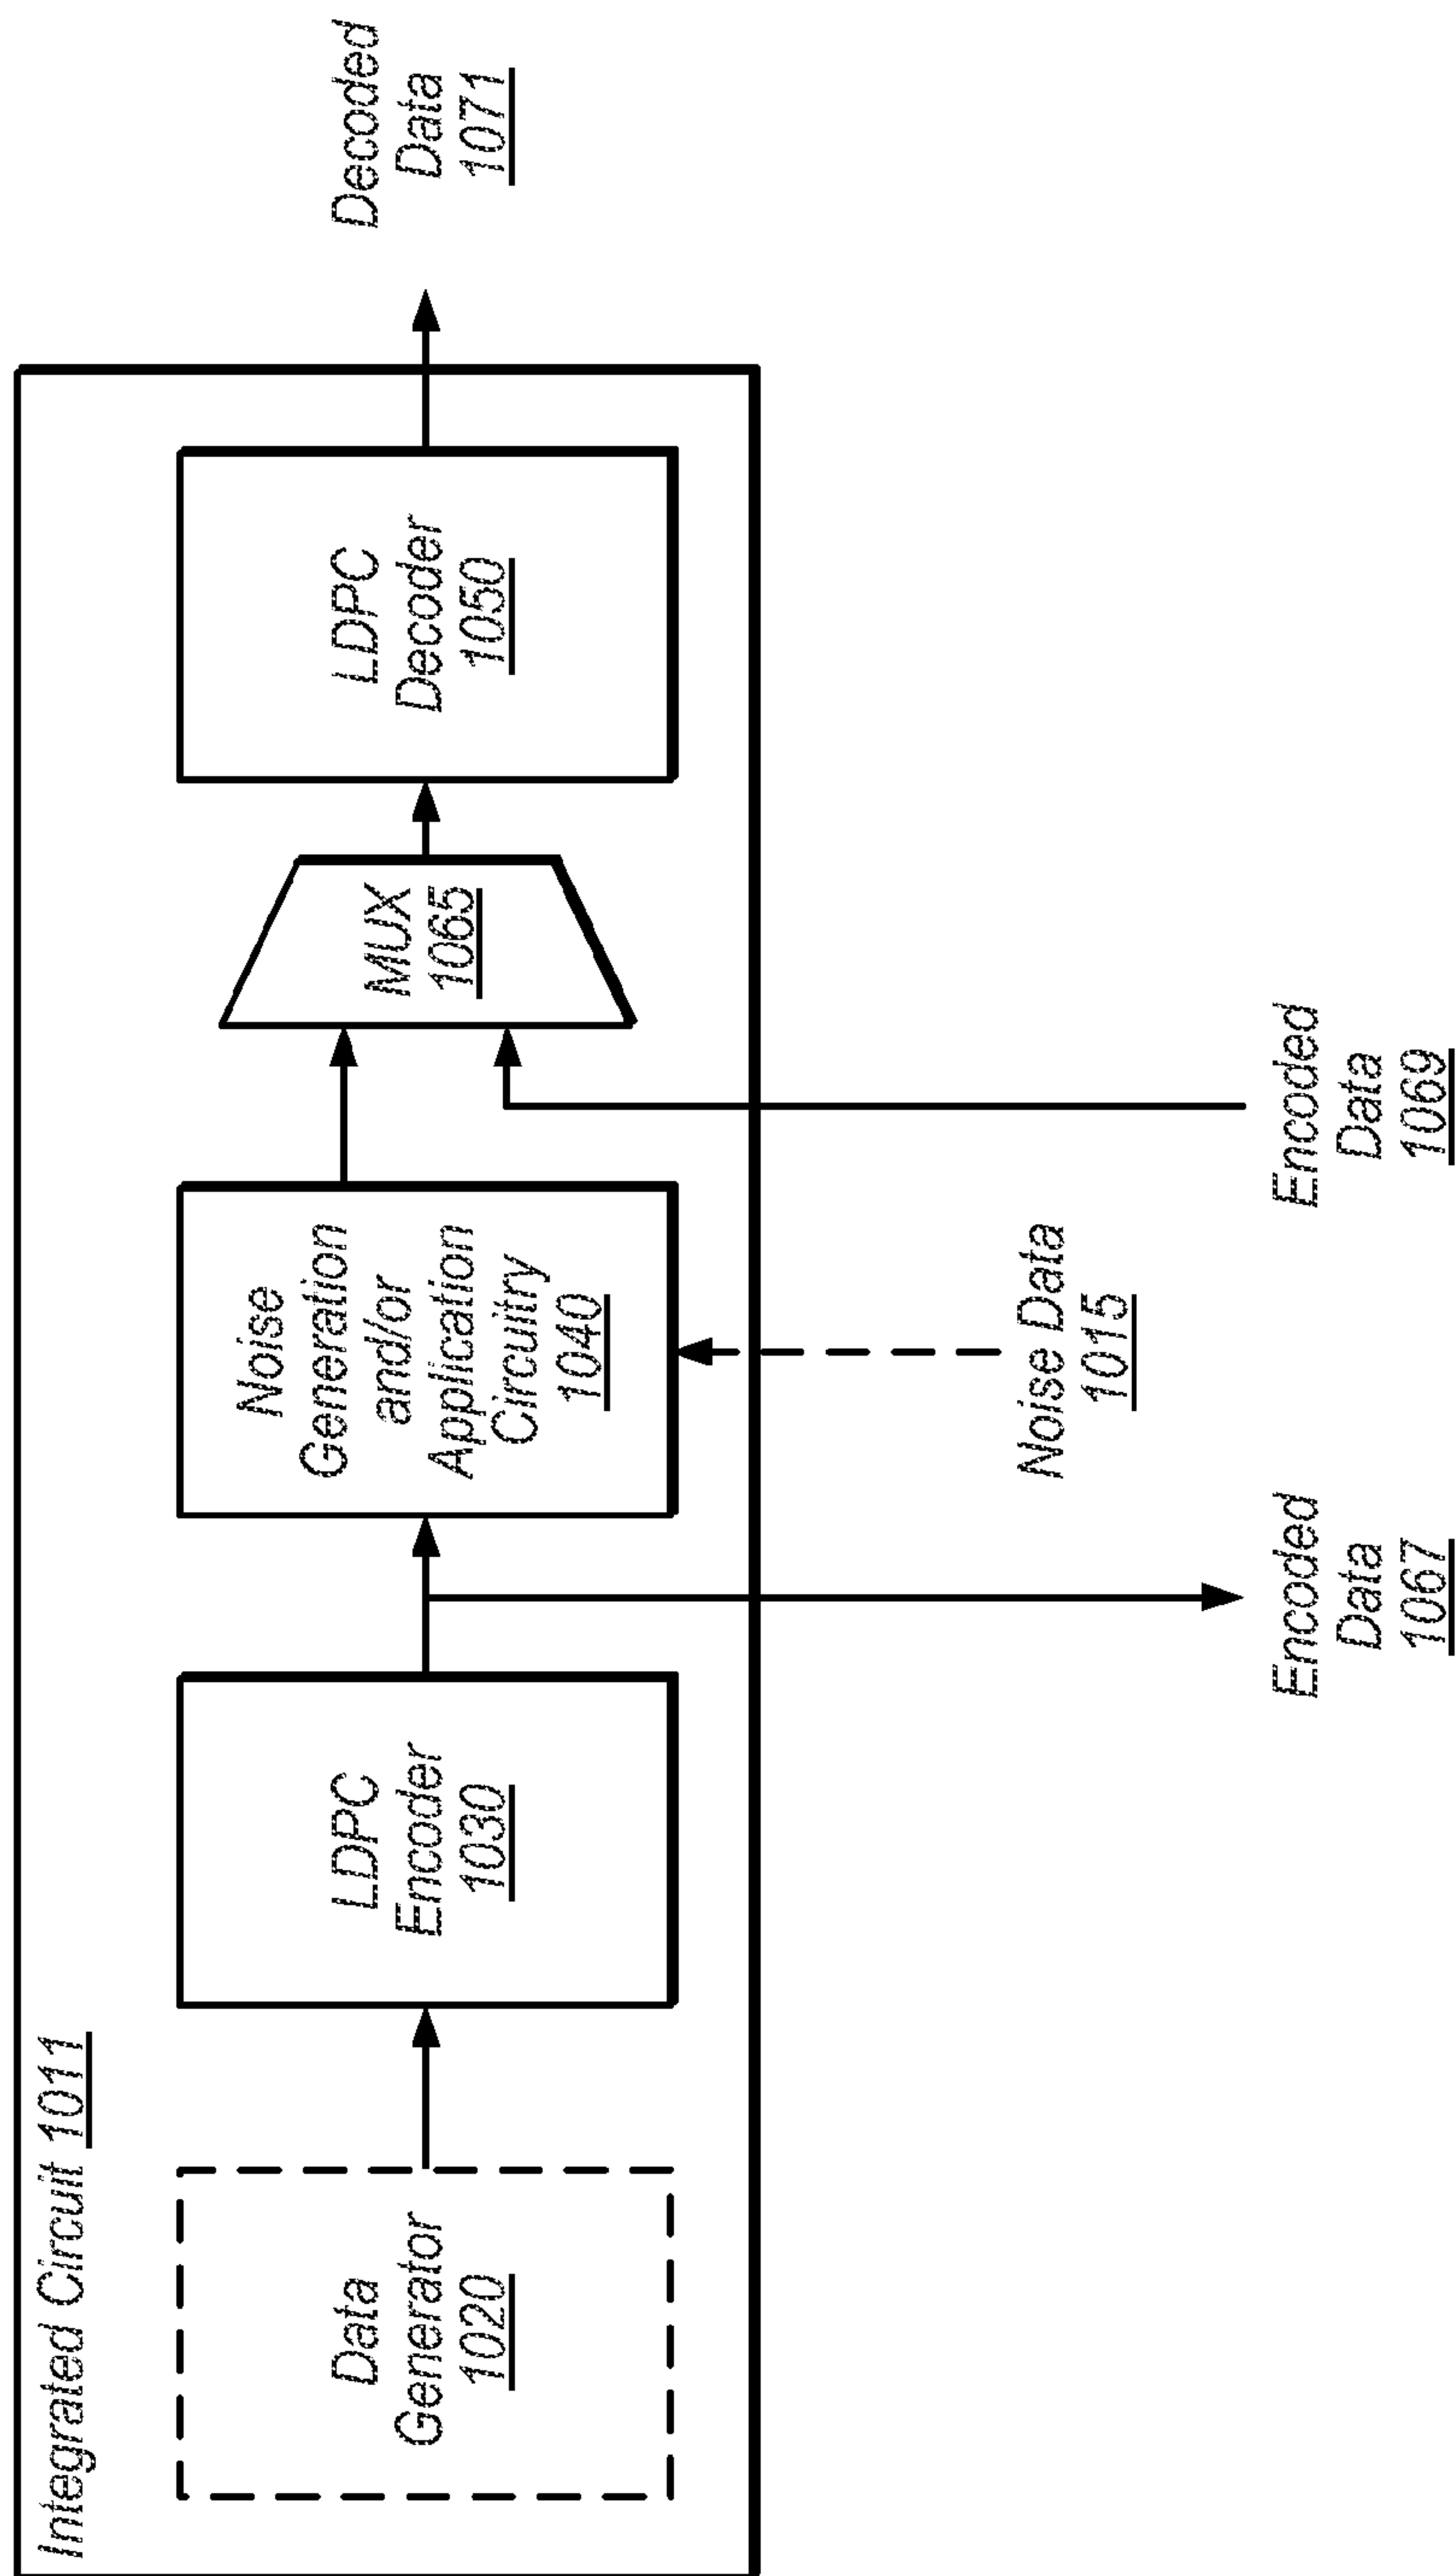 Integrated Circuit 1011
Data
Generator
1020
LDPC
Encoder
1030
Noise
Generation
and/or
Application
Circuitry
1040
MUX
1065
LDPC
Decoder
1050
Decoded
Data
1071
Encoded
Data
1067
Noise Data
1015
Encoded
Data
1069